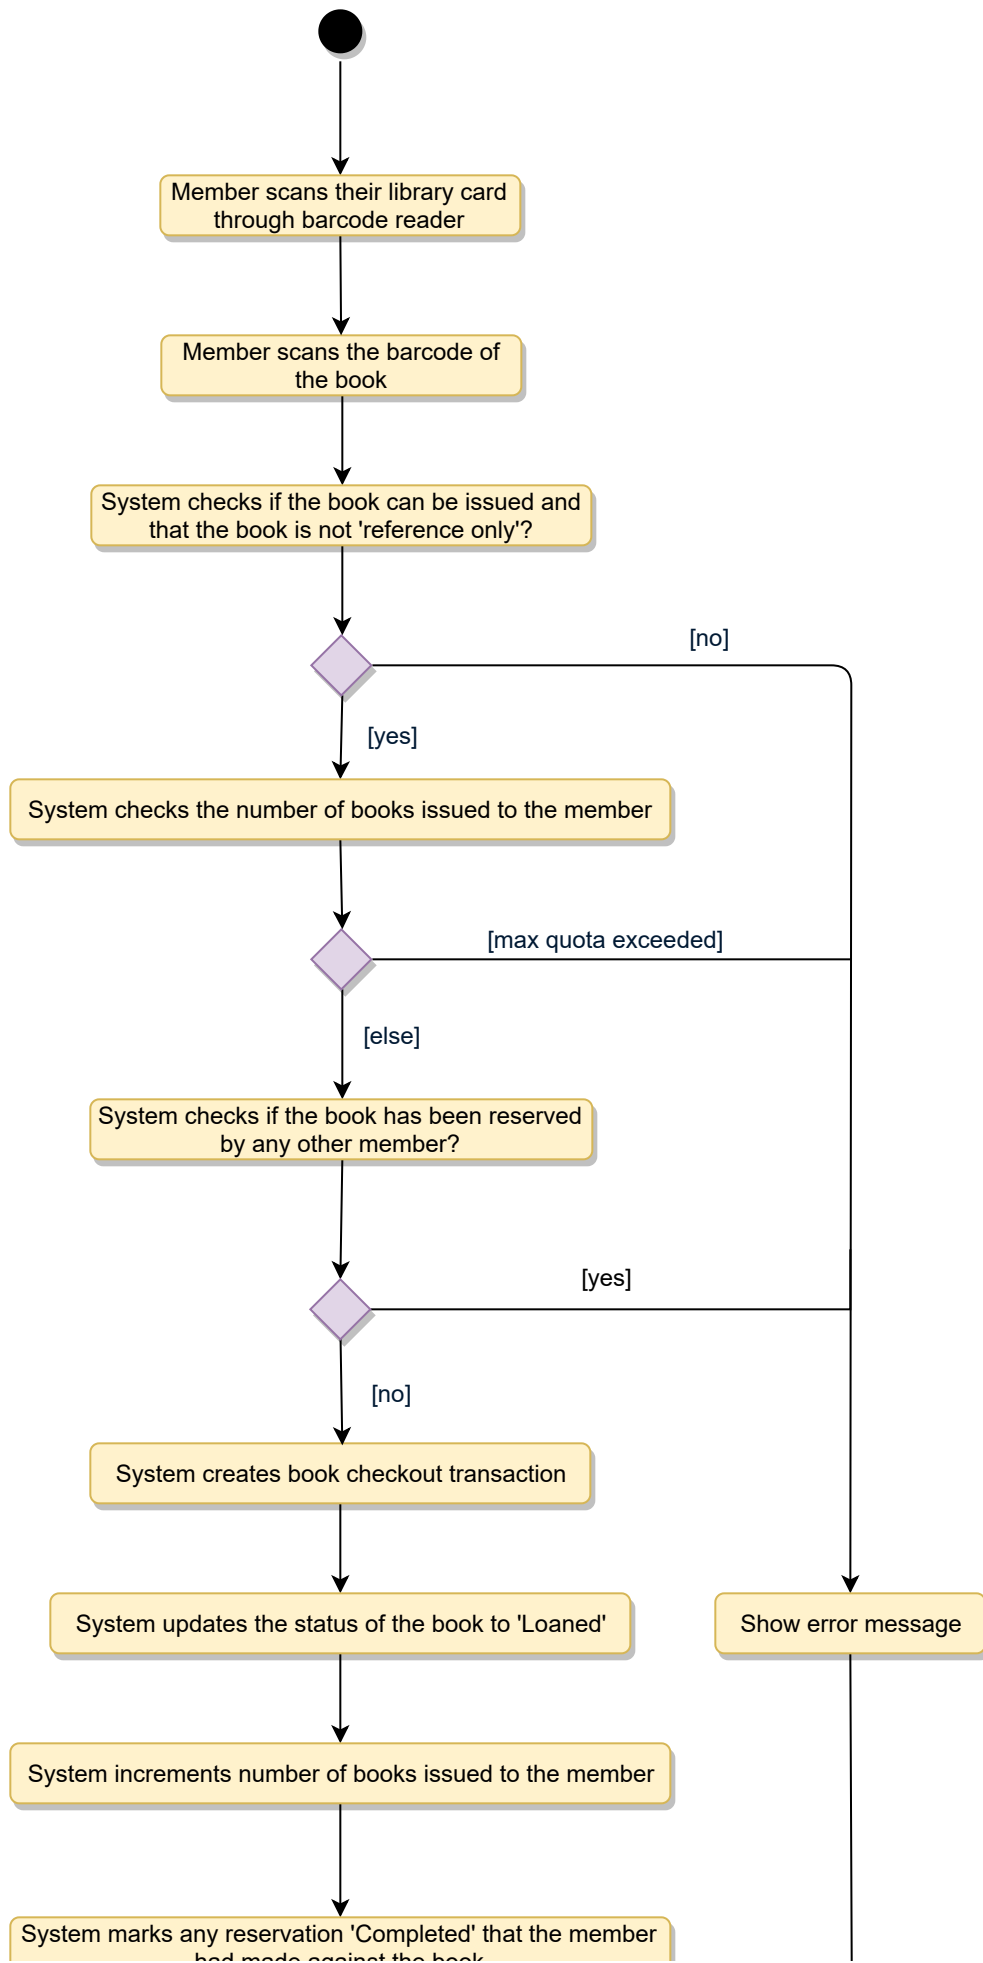 Member scans their library card
through barcode reader
Member scans the barcode of
the book
System checks if the book can be issued and
that the book is not 'reference only'?
[no]
[yes]
System checks the number of books issued to the member
[max quota exceeded]
[else]
System checks if the book has been reserved
by any other member?
[yes]
[no]
System creates book checkout transaction
System updates the status of the book to 'Loaned'
Show error message
System increments number of books issued to the member
System marks any reservation 'Completed' that the member
had made against the book